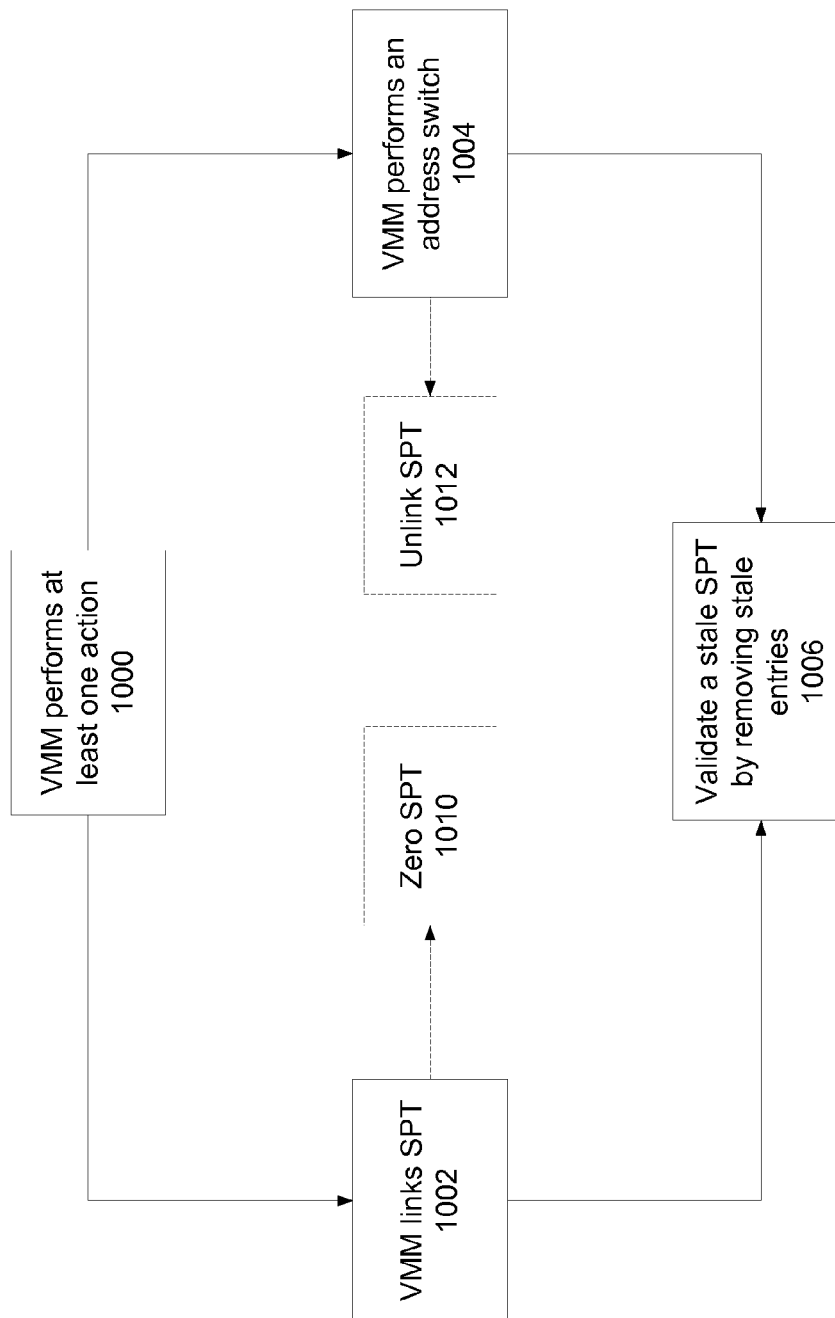 VMM performs at
least one action
1000
VMM links SPT
1002
Zero SPT
1010
Unlink SPT
1012
VMM performs an
address switch
1004
Validate a stale SPT
by removing stale
entries
1006